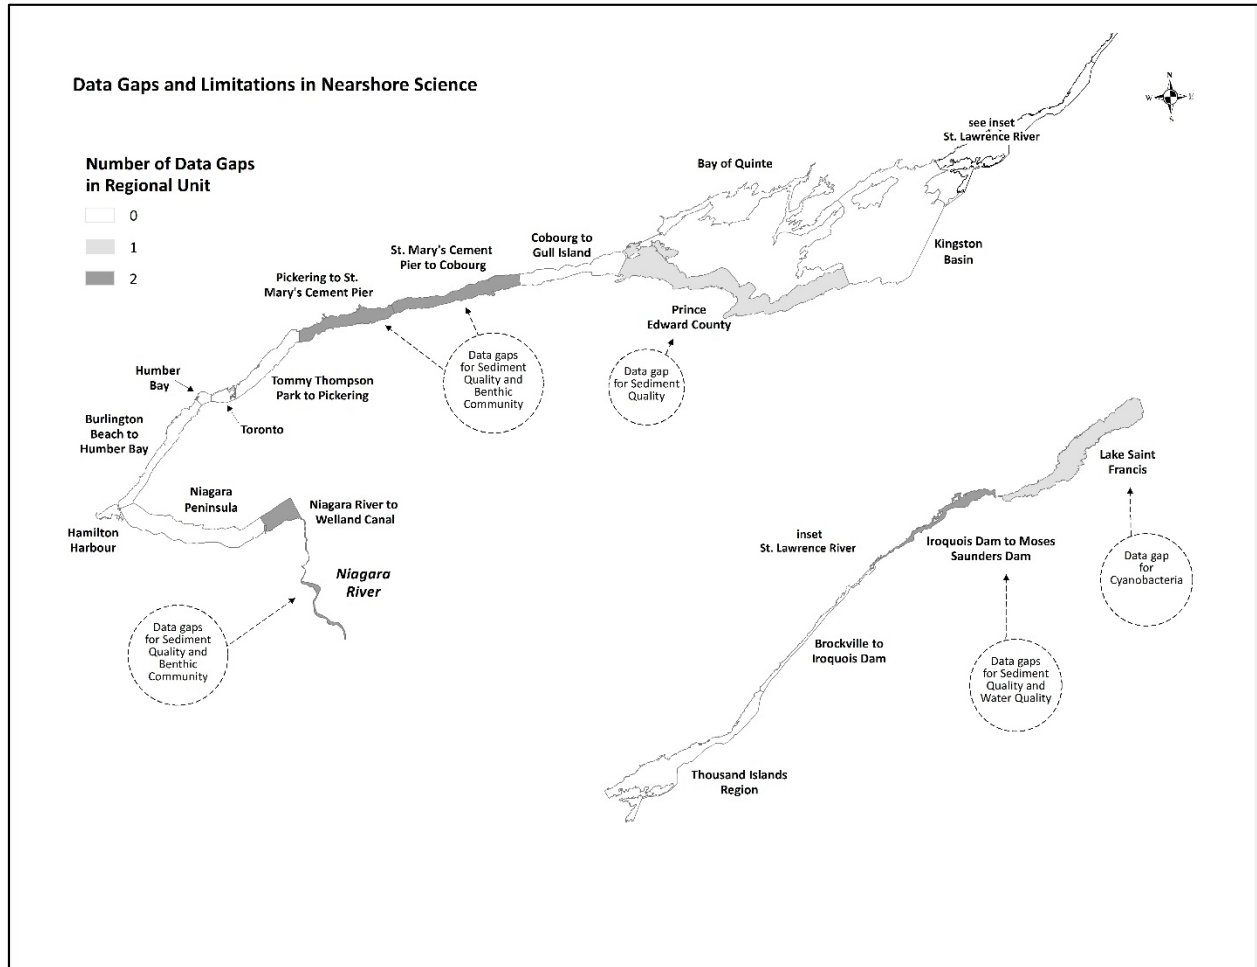 Data Gaps and Limitations in Nearshore Science
N
W
E
S
Number of Data Gaps
in Regional Unit
0
1
2
see inset
St. Lawrence River
Bay of Quinte
Kingston
Basin
Cobourg to
Gull Island
St. Mary's Cement
Pier to Cobourg
Pickering to St.
Mary's Cement Pier
Prince
Edward County
Data gaps
for Sediment
Quality and
Benthic
Community
Data gap
for Sediment
Quality
Humber
Bay
Tommy Thompson
Park to Pickering
Toronto
Burlington
Beach to
Humber Bay
Niagara
Peninsula
Niagara River to
Welland Canal
Hamilton
Harbour
Niagara
River
Data gaps
for Sediment
Quality and
Benthic
Community
Lake Saint
Francis
inset
St. Lawrence River
Iroquois Dam to Moses
Saunders Dam
Data gap
for
Cyanobacteria
Brockville to
Iroquois Dam
Data gaps
for Sediment
Quality and
Water Quality
Thousand Islands
Region